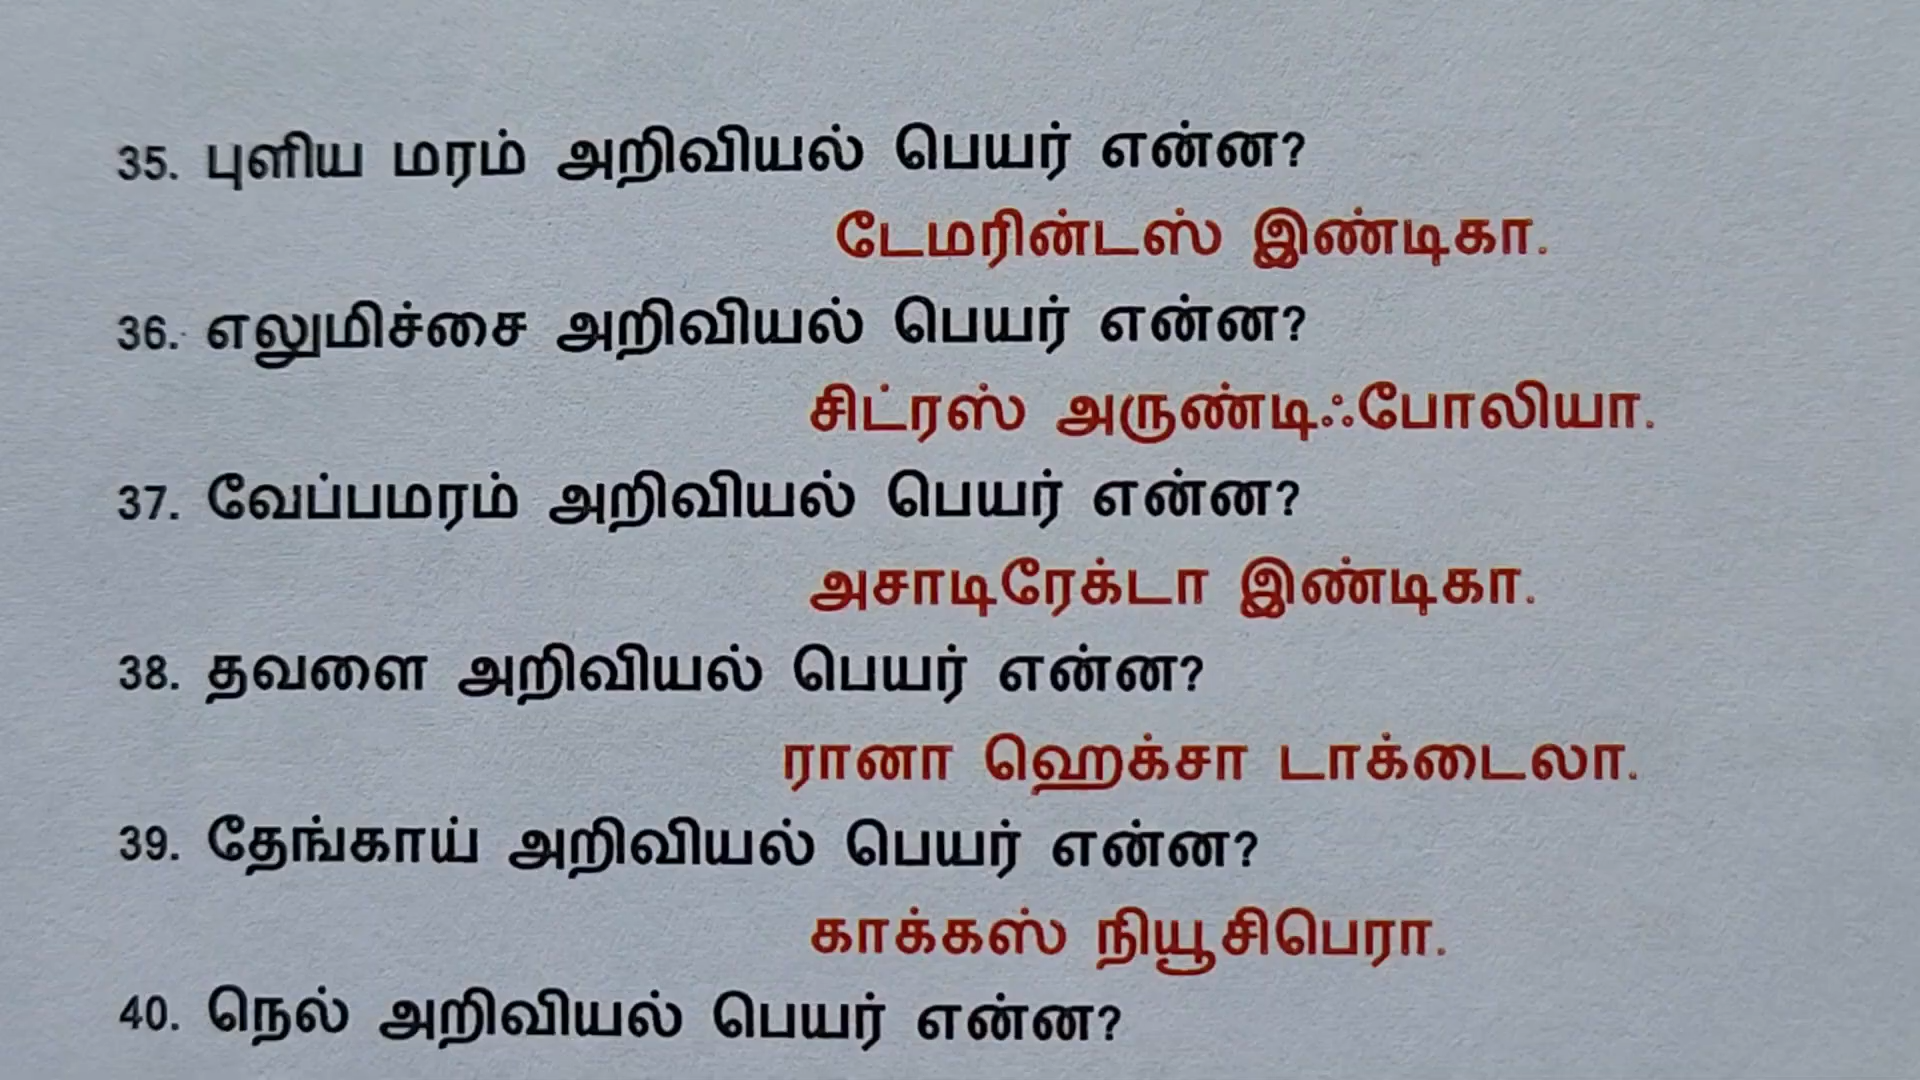 35. புளிய மரம் அறிவியல் பெயர் என்ன?
டேமரின்டஸ் இண்டிகா.
36. எலுமிச்சை அறிவியல் பெயர் என்ன?
சிட்ரஸ் அருண்டிஃபோலியா.
37. வேப்பமரம் அறிவியல் பெயர் என்ன?
அசாடிரேக்டா இண்டிகா.
38. தவளை அறிவியல் பெயர் என்ன?
ரானா ஹெக்சா டாக்டைலா.
39. தேங்காய் அறிவியல் பெயர் என்ன?
காக்கஸ் நியூசிபெரா.
40. நெல் அறிவியல் பெயர் என்ன?